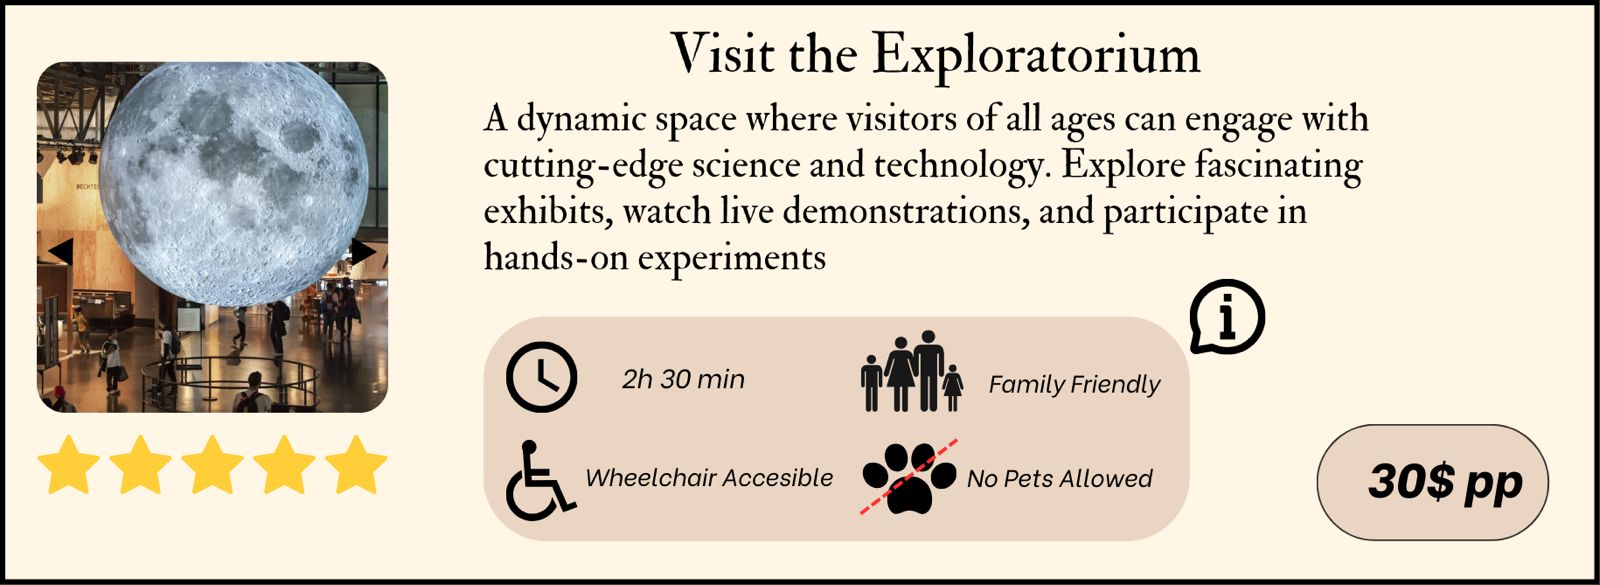 Visit the Exploratorium
A dynamic space where visitors of all ages can engage with
cutting-edge science and technology. Explore fascinating
exhibits, watch live demonstrations, and participate in
hands-on experiments
2h 30 min
Family Friendly
Wheelchair Accesible
No Pets Allowed
30$ pp